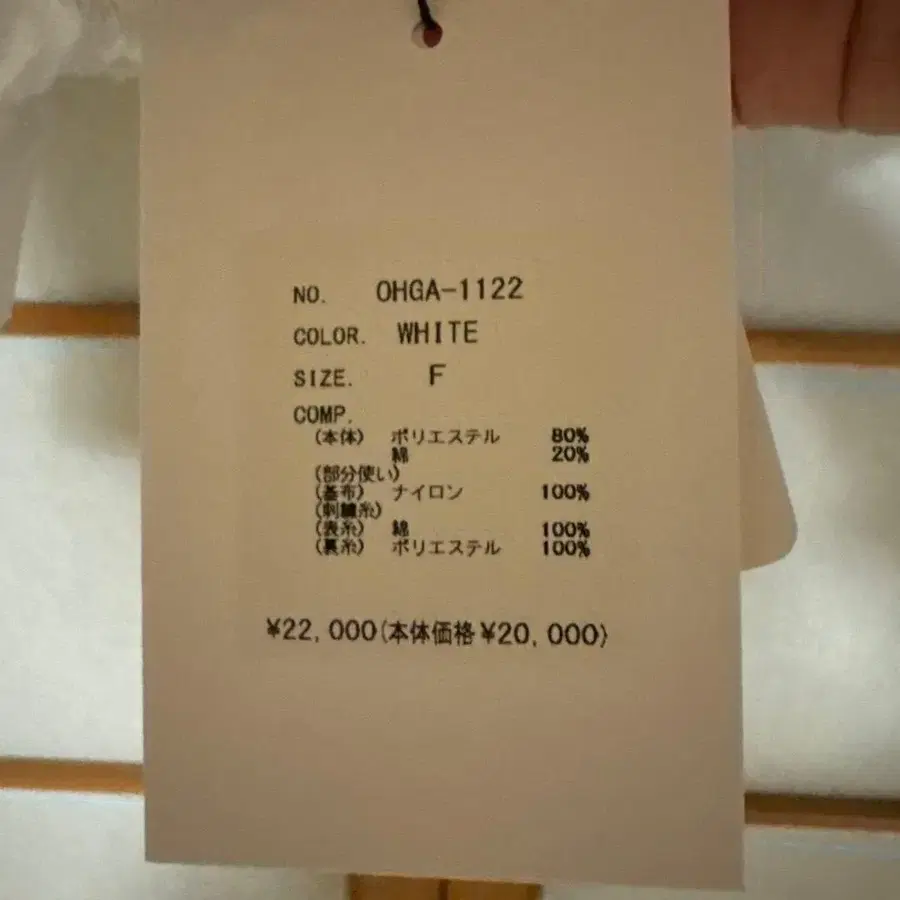 NO. OHGA-1122
COLOR. WHITE
SIZE. F
COMP.
(本体) ポリエステル 80%
綿 20%
(部分使い)
(基布) ナイロン 100%
(刺繍糸)
(表糸) 綿 100%
(裏糸) ポリエステル 100%
¥22,000(本体価格¥20,000)